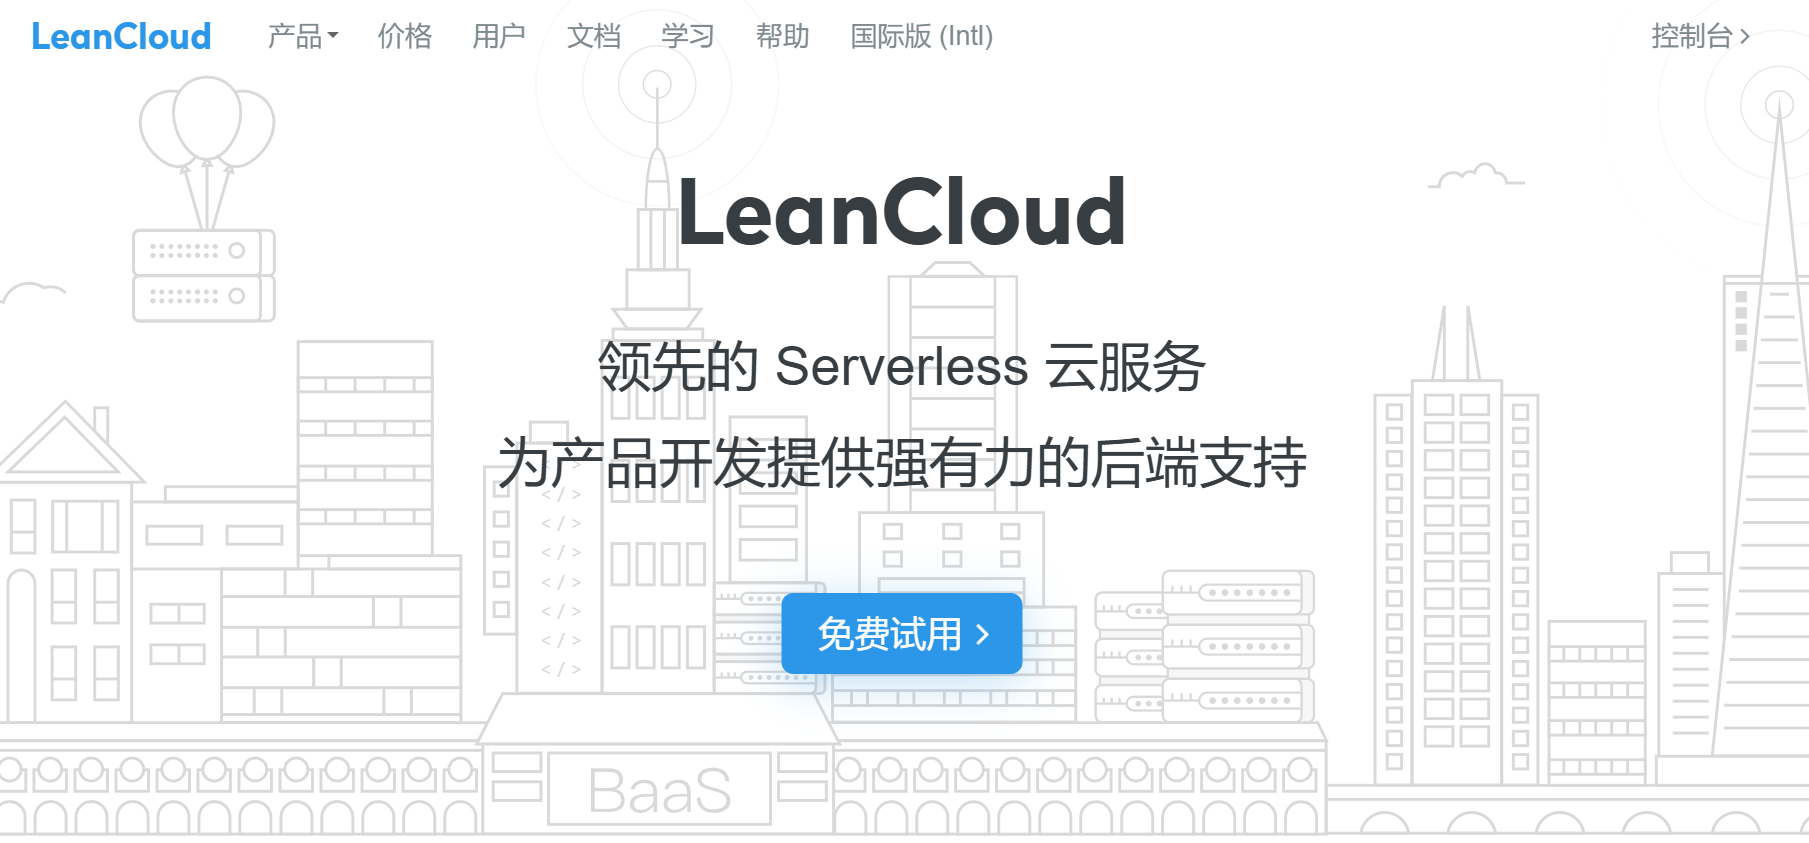 LeanCloud 产品 价格 用户 文档 学习 帮助 国际版 (Intl) 控制台
LeanCloud
领先的 Serverless 云服务
为产品开发提供强有力的后端支持
< / >
< / >
< / >
< / >
< / >
< / >
< / >
免费试用
BaaS